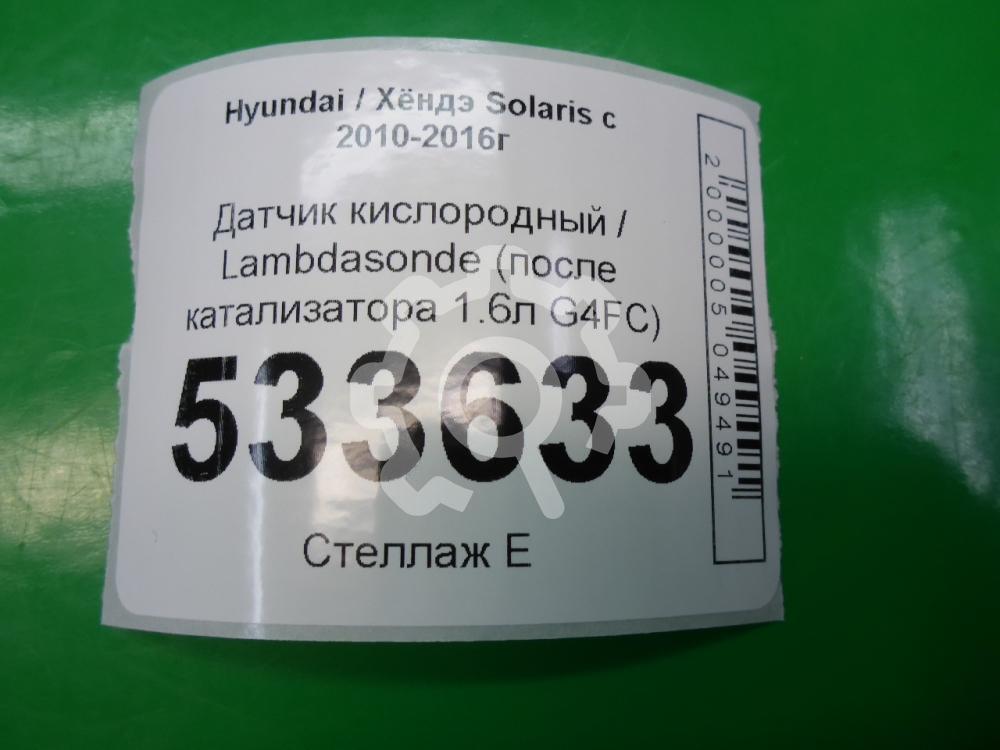 Hyundai / Хёндэ Solaris с
2010-2016г
Датчик кислородный /
Lambdasonde (после
катализатора 1.6л G4FC)
533633
Стеллаж Е
2000005049491